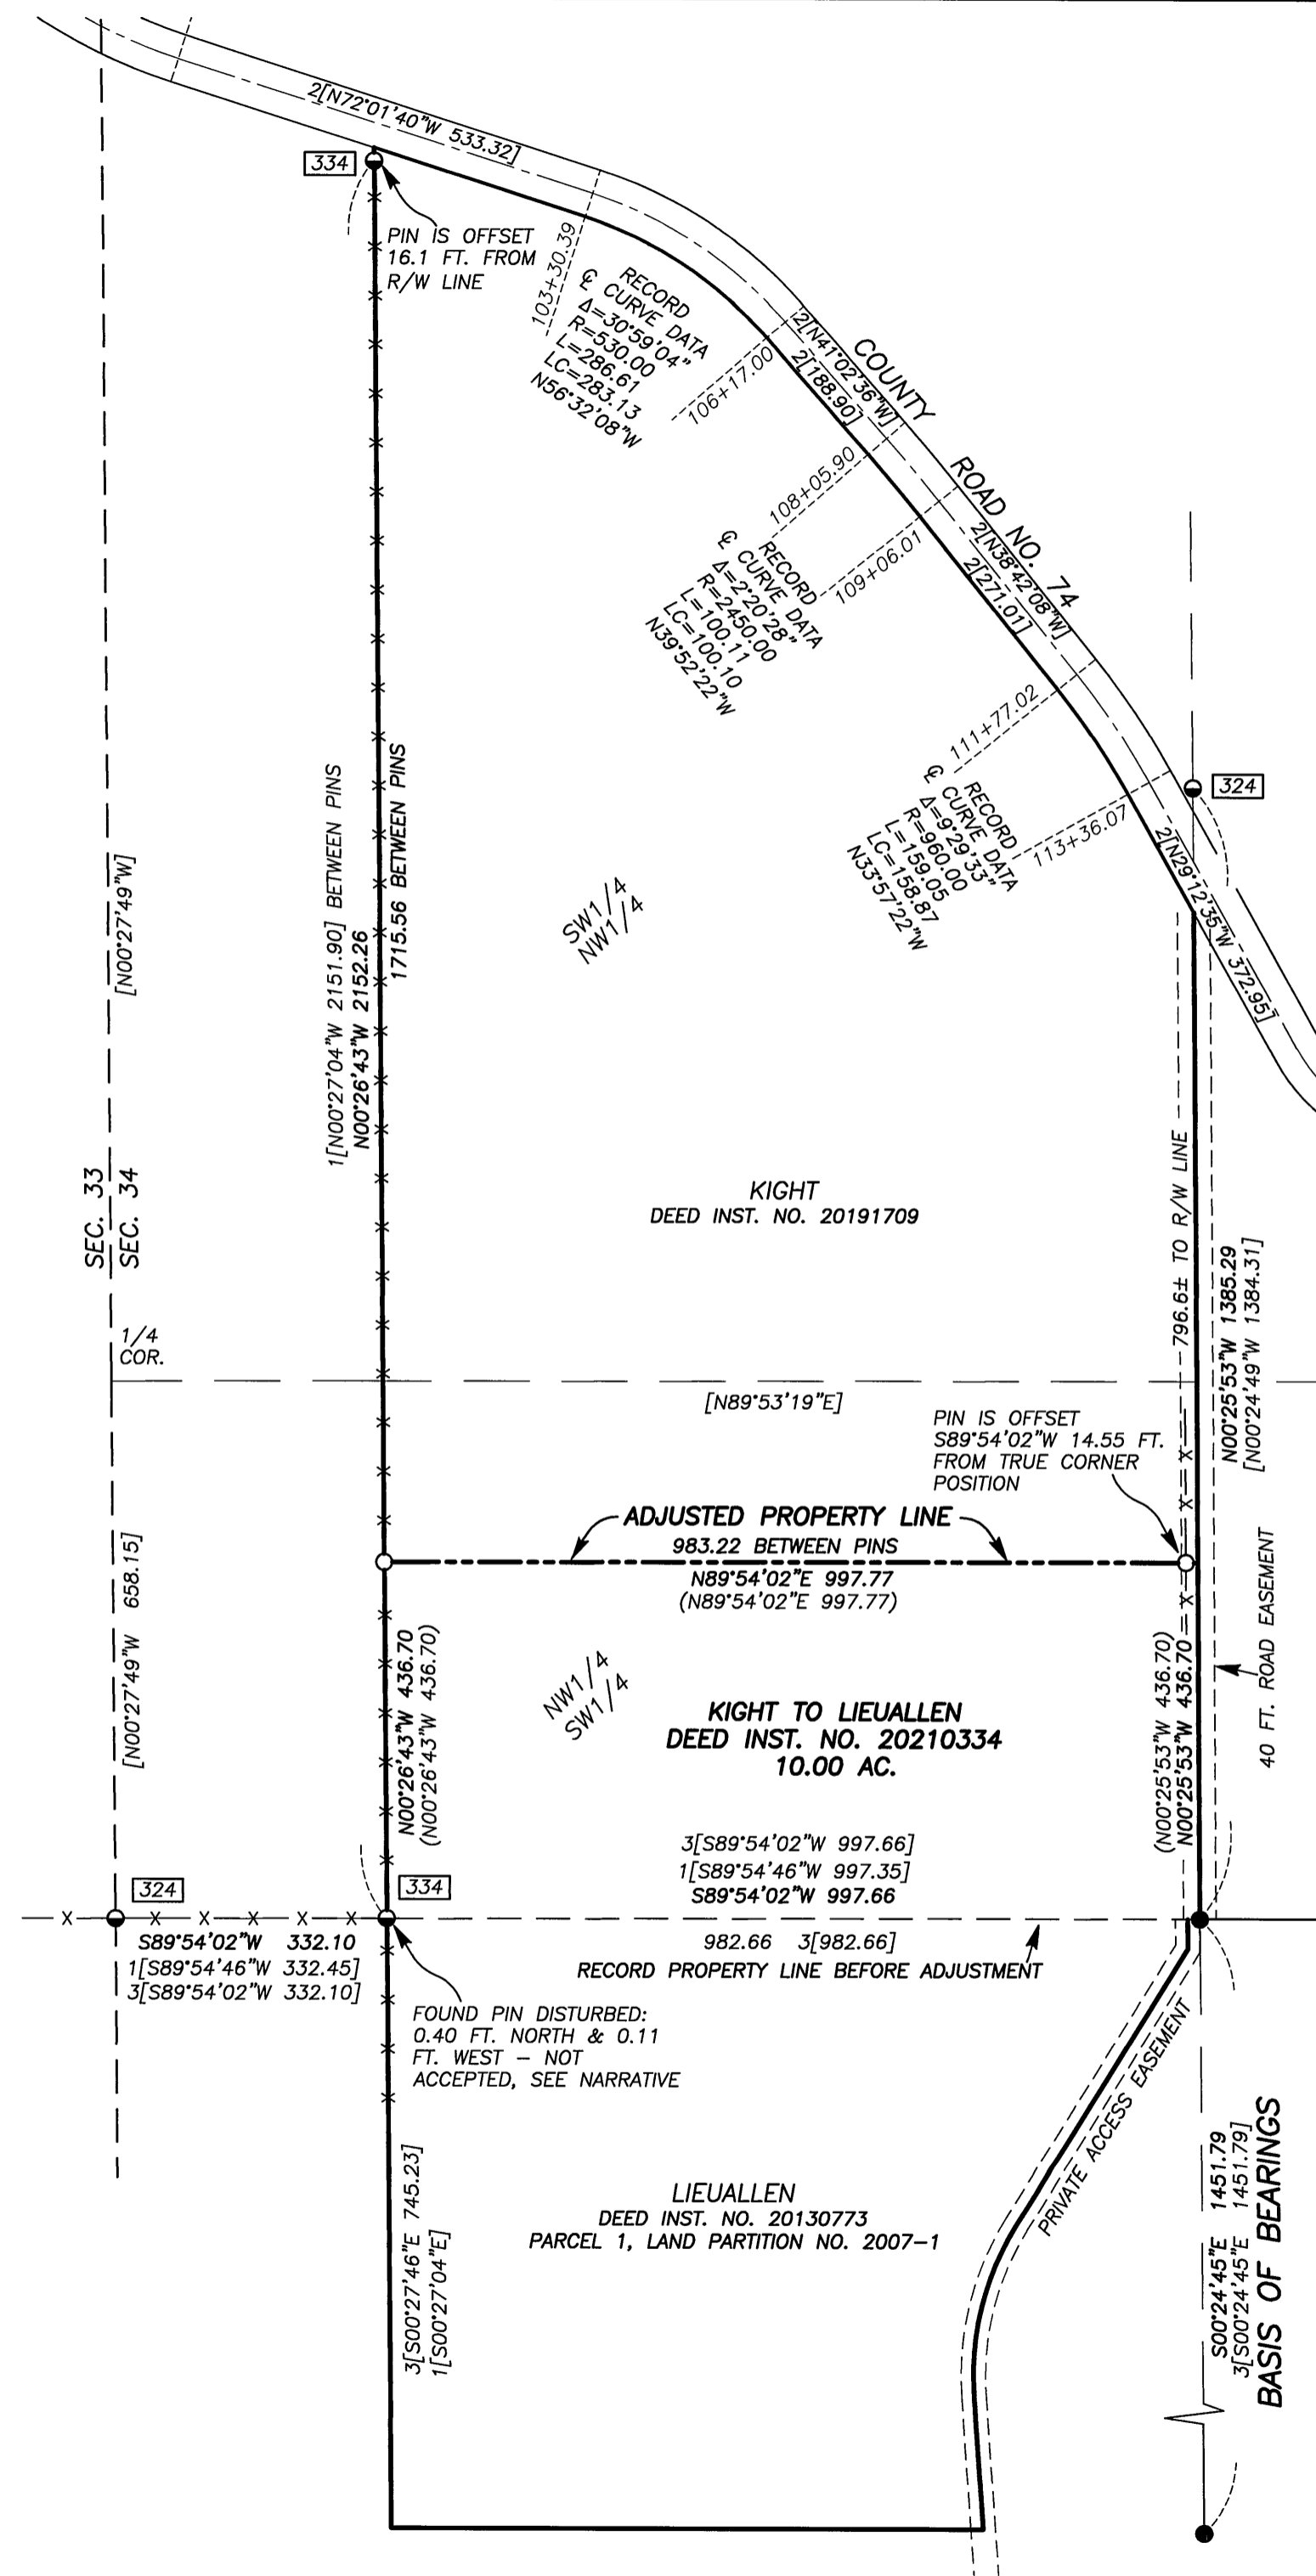 2[N72°01'40"W 533.32]
334
PIN IS OFFSET
16.1 FT. FROM
R/W LINE
103+30.39
RECORD
℄ CURVE DATA
Δ=30°59'04"
R=530.00
L=286.61
LC=283.13
N56°32'08"W
106+17.00
2[N41°02'36"W]
2[188.90]
COUNTY ROAD NO. 74
108+05.90
RECORD
℄ CURVE DATA
Δ=2°20'28"
R=2450.00
L=100.11
LC=100.10
N39°52'22"W
109+06.01
2[N38°42'08"W]
2[271.01]
111+77.02
RECORD
℄ CURVE DATA
Δ=9°29'33"
R=960.00
L=159.05
LC=158.87
N33°57'22"W
113+36.07
324
2[N29°12'35"W 372.95]
[N00°27'49"W]
1[N00°27'04"W 2151.90] BETWEEN PINS
N00°26'43"W 2152.26
1715.56 BETWEEN PINS
SW1/4
NW1/4
SEC. 33
SEC. 34
KIGHT
DEED INST. NO. 20191709
796.6± TO R/W LINE
N00°25'53"W 1385.29
[N00°24'49"W 1384.31]
1/4
COR.
[N89°53'19"E]
PIN IS OFFSET
S89°54'02"W 14.55 FT.
FROM TRUE CORNER
POSITION
ADJUSTED PROPERTY LINE
983.22 BETWEEN PINS
N89°54'02"E 997.77
(N89°54'02"E 997.77)
[N00°27'49"W 658.15]
N00°26'43"W 436.70
(N00°26'43"W 436.70)
NW1/4
SW1/4
KIGHT TO LIEUALLEN
DEED INST. NO. 20210334
10.00 AC.
(N00°25'53"W 436.70)
N00°25'53"W 436.70
40 FT. ROAD EASEMENT
3[S89°54'02"W 997.66]
1[S89°54'46"W 997.35]
S89°54'02"W 997.66
324
334
S89°54'02"W 332.10
1[S89°54'46"W 332.45]
3[S89°54'02"W 332.10]
982.66 3[982.66]
RECORD PROPERTY LINE BEFORE ADJUSTMENT
FOUND PIN DISTURBED:
0.40 FT. NORTH & 0.11
FT. WEST – NOT
ACCEPTED, SEE NARRATIVE
PRIVATE ACCESS EASEMENT
3[S00°27'46"E 745.23]
1[S00°27'04"E]
LIEUALLEN
DEED INST. NO. 20130773
PARCEL 1, LAND PARTITION NO. 2007-1
S00°24'45"E 1451.79
3[S00°24'45"E 1451.79]
BASIS OF BEARINGS